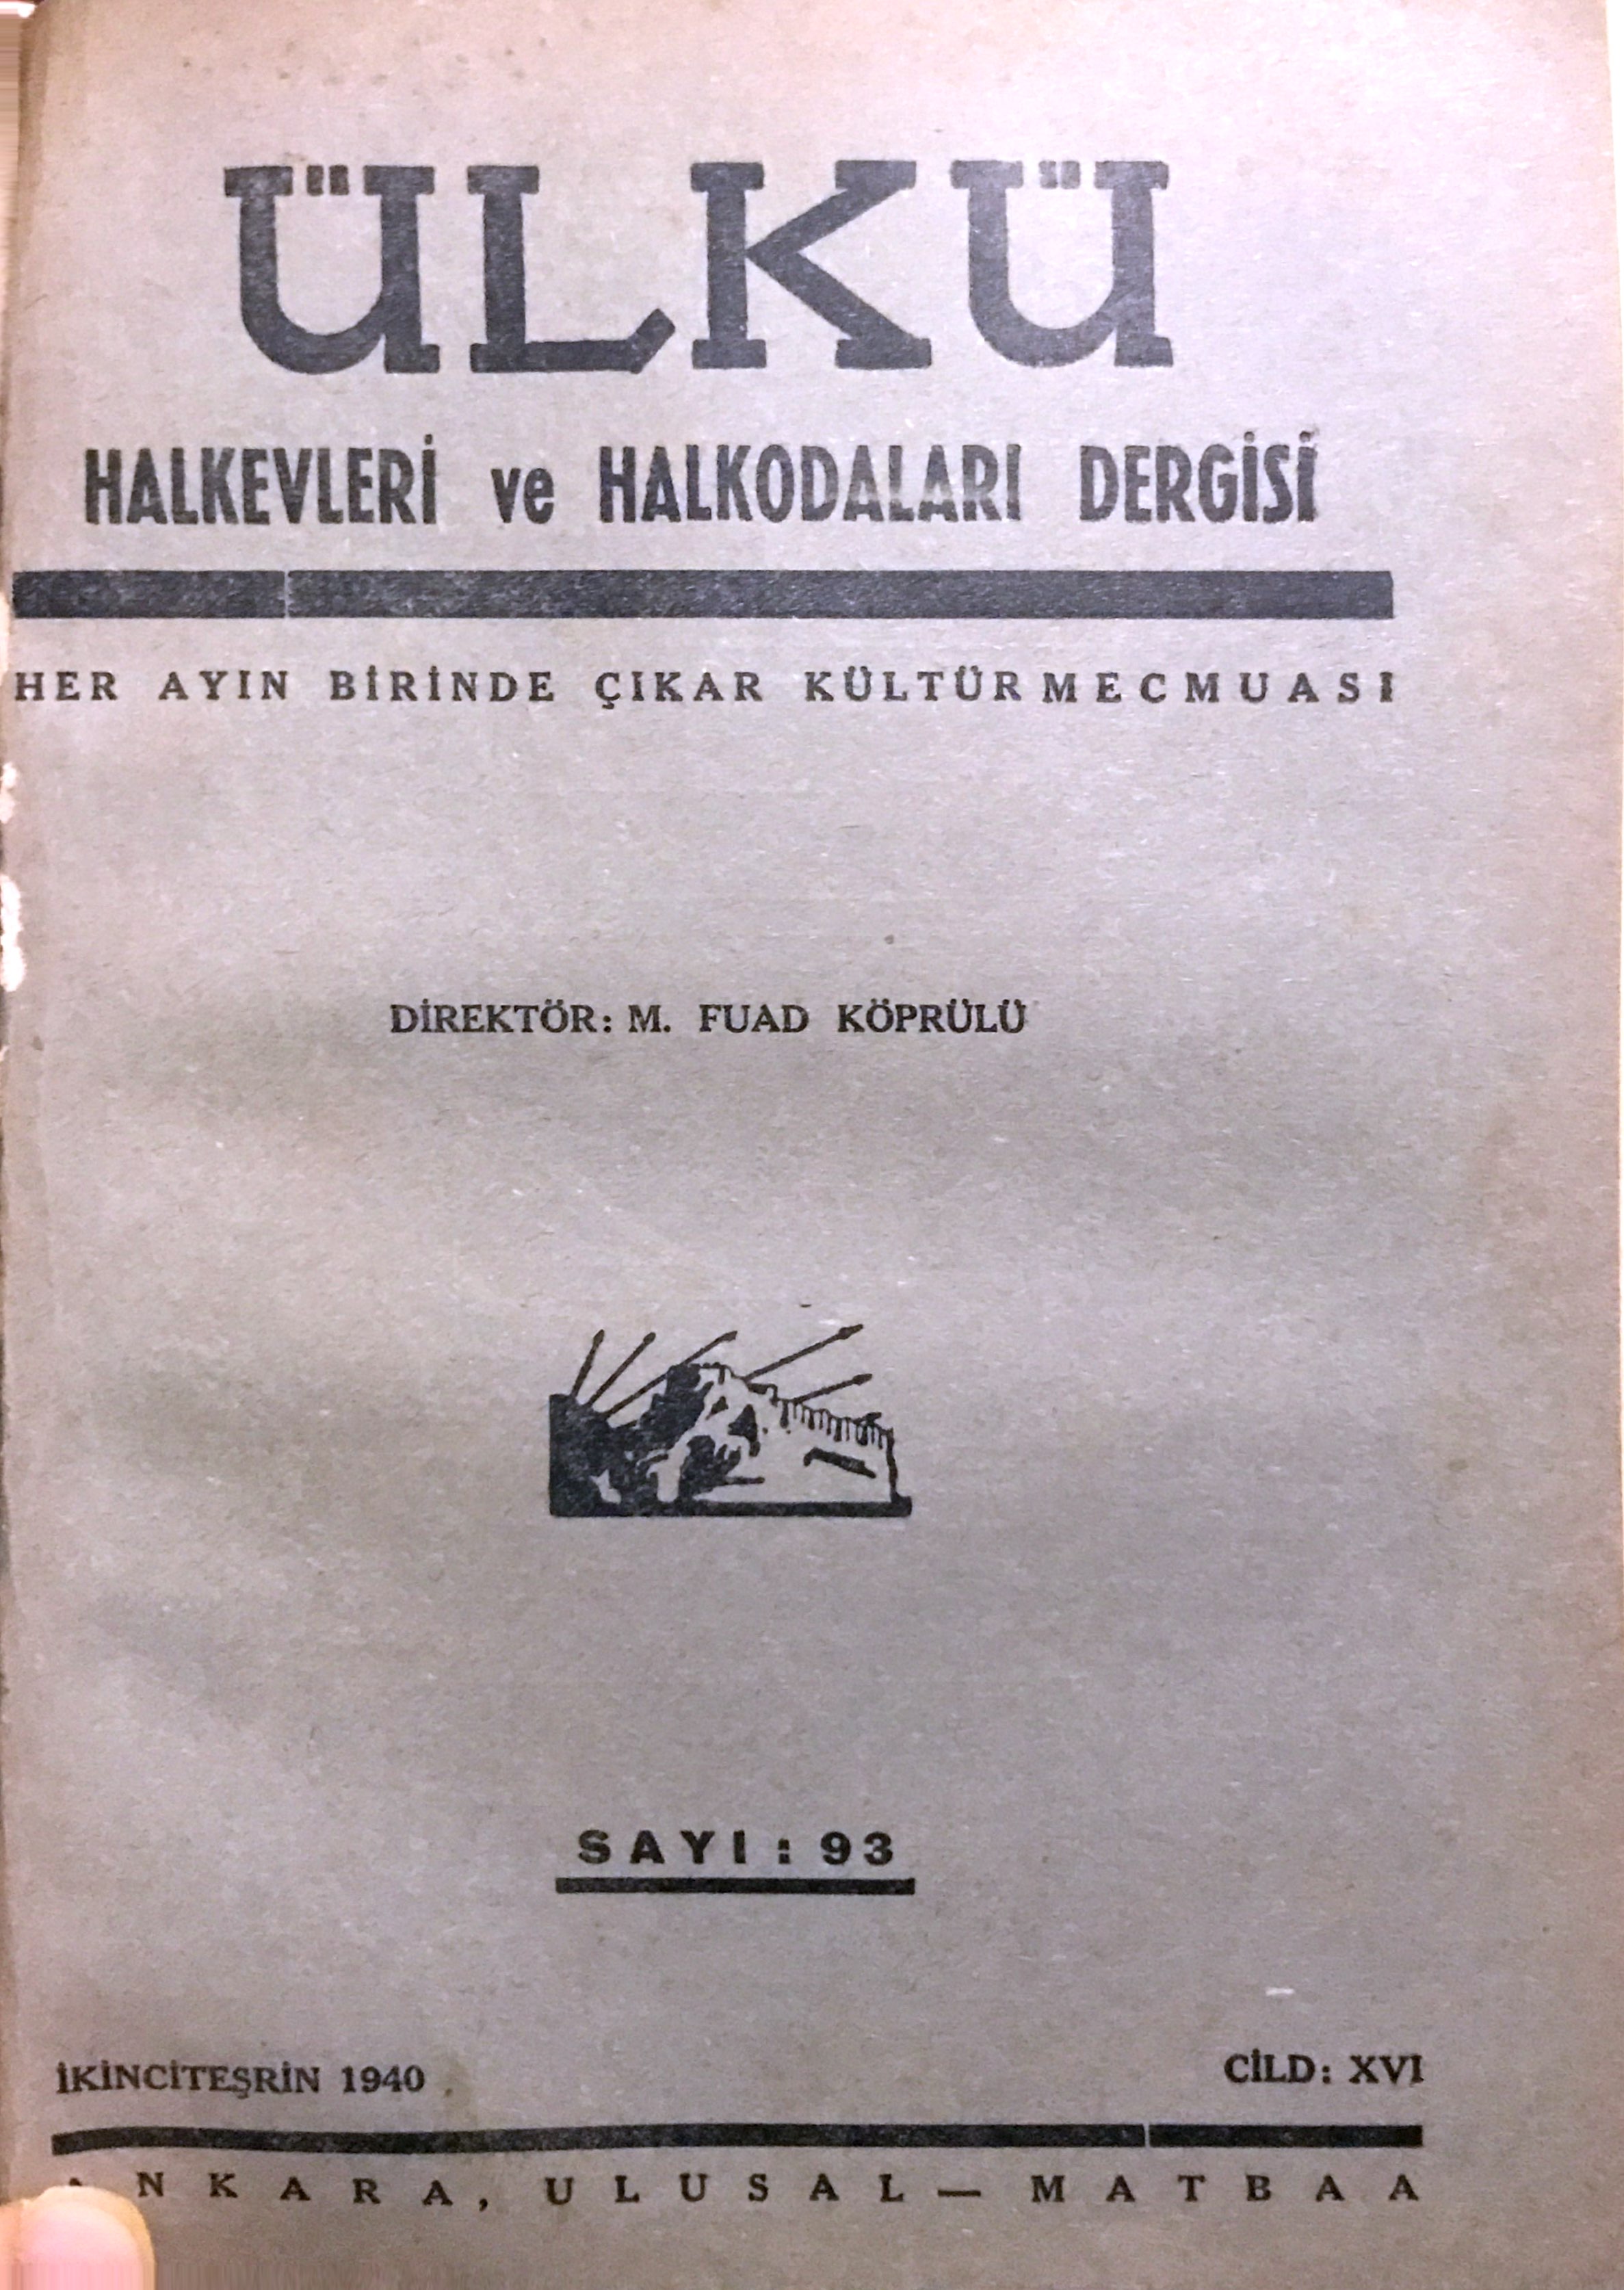 ÜLKÜ
HALKEVLERİ ve HALKODALARI DERGİSİ
HER AYIN BİRİNDE ÇIKAR KÜLTÜR MECMUASI
DİREKTÖR: M. FUAD KÖPRÜLÜ
SAYI: 93
İKİNCİTEŞRİN 1940
CİLD: XVI
ANKARA, ULUSAL — MATBAA